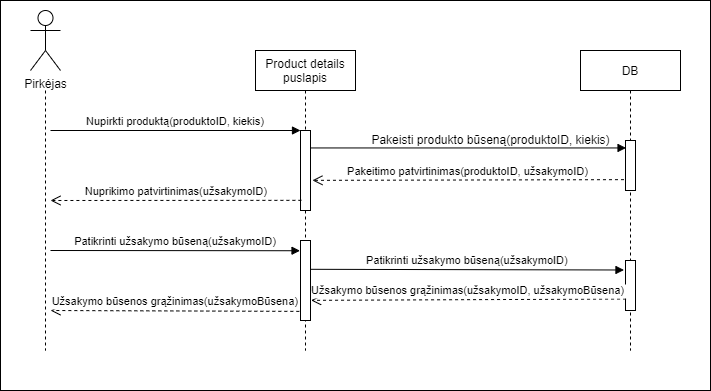 Pirkėjas
Product details
puslapis
DB
Nupirkti produktą(produktoID, kiekis)
Pakeisti produkto būseną(produktoID, kiekis)
Pakeitimo patvirtinimas(produktoID, užsakymoID)
Nuprikimo patvirtinimas(užsakymoID)
Patikrinti užsakymo būseną(užsakymoID)
Patikrinti užsakymo būseną(užsakymoID)
Užsakymo būsenos grąžinimas(užsakymoID, užsakymoBūsena)
Užsakymo būsenos grąžinimas(užsakymoBūsena)